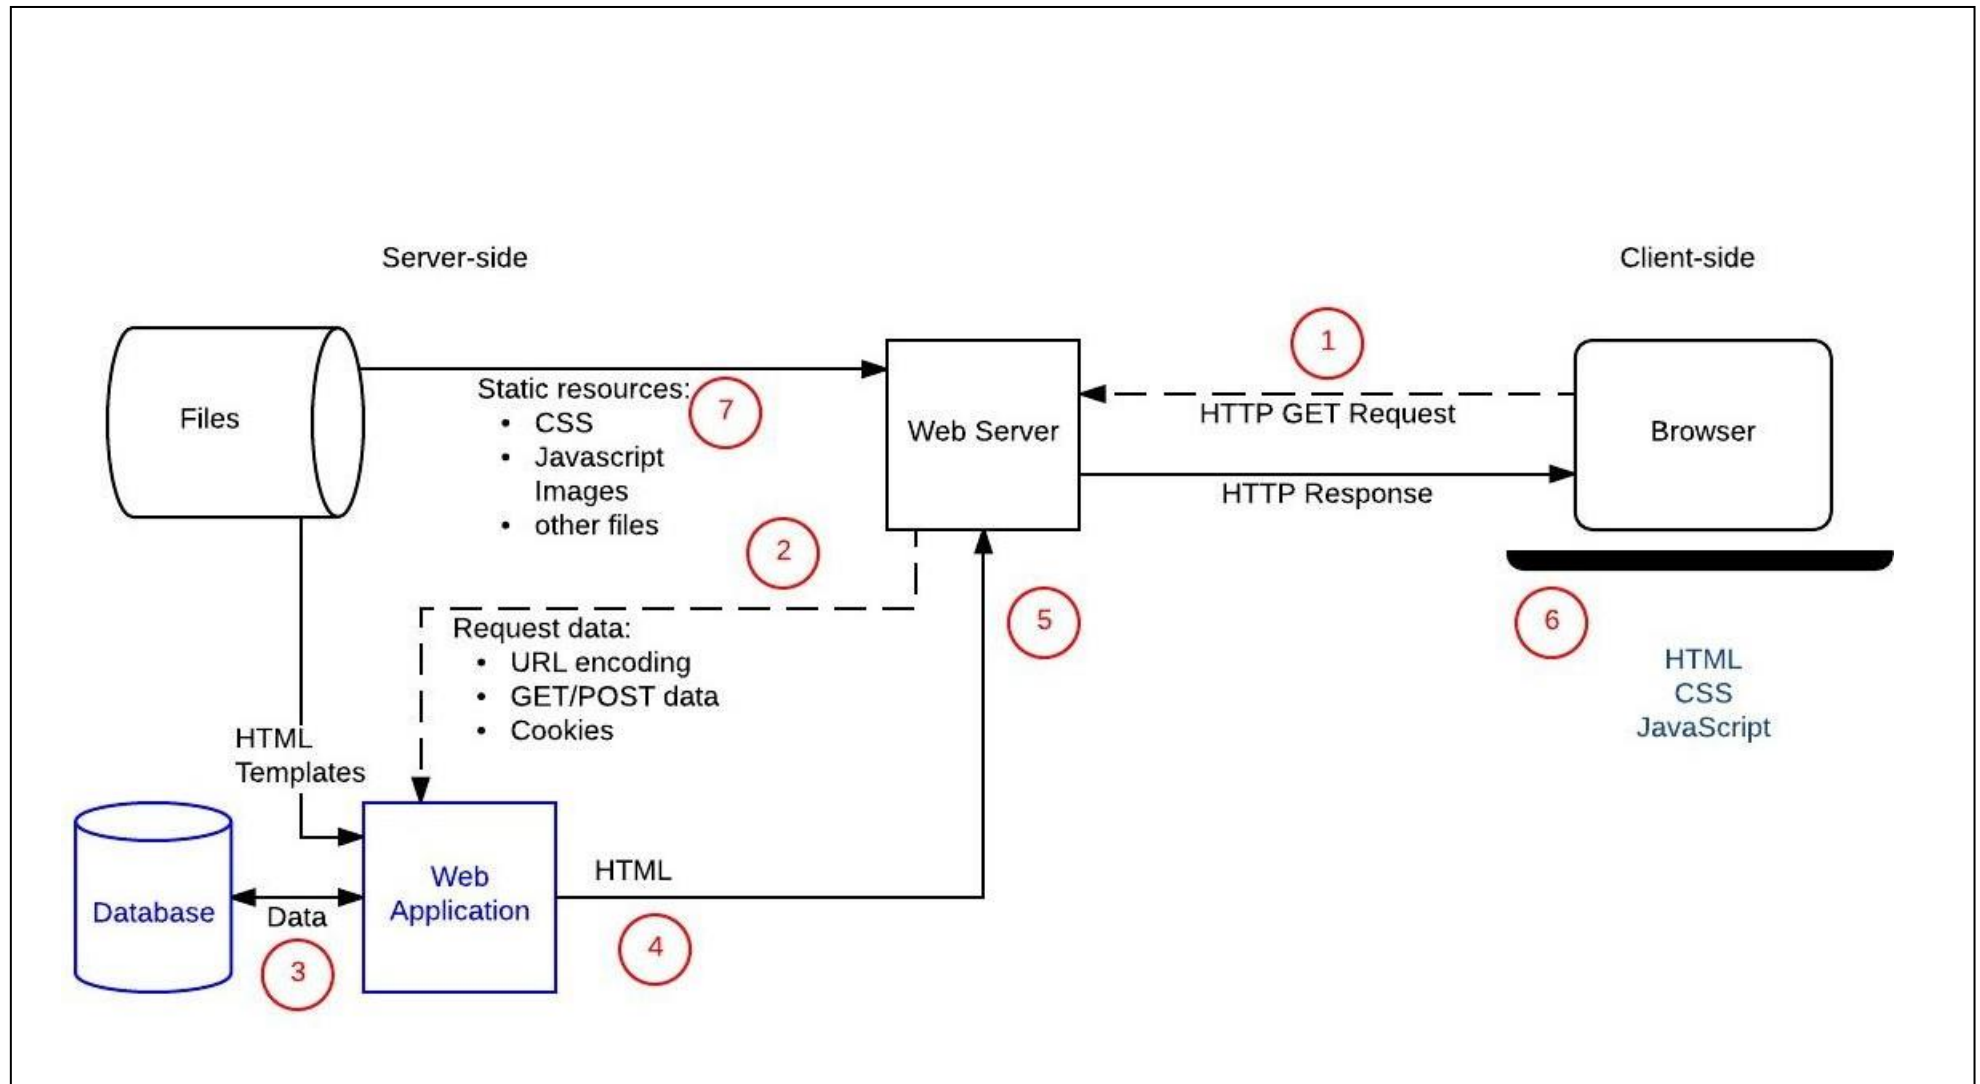 Server-side
Client-side
Files
Static resources:
• CSS
• Javascript
Images
• other files
7
Web Server
1
HTTP GET Request
HTTP Response
Browser
2
Request data:
• URL encoding
• GET/POST data
• Cookies
5
6
HTML
CSS
JavaScript
HTML
Templates
Database
Data
3
Web
Application
HTML
4